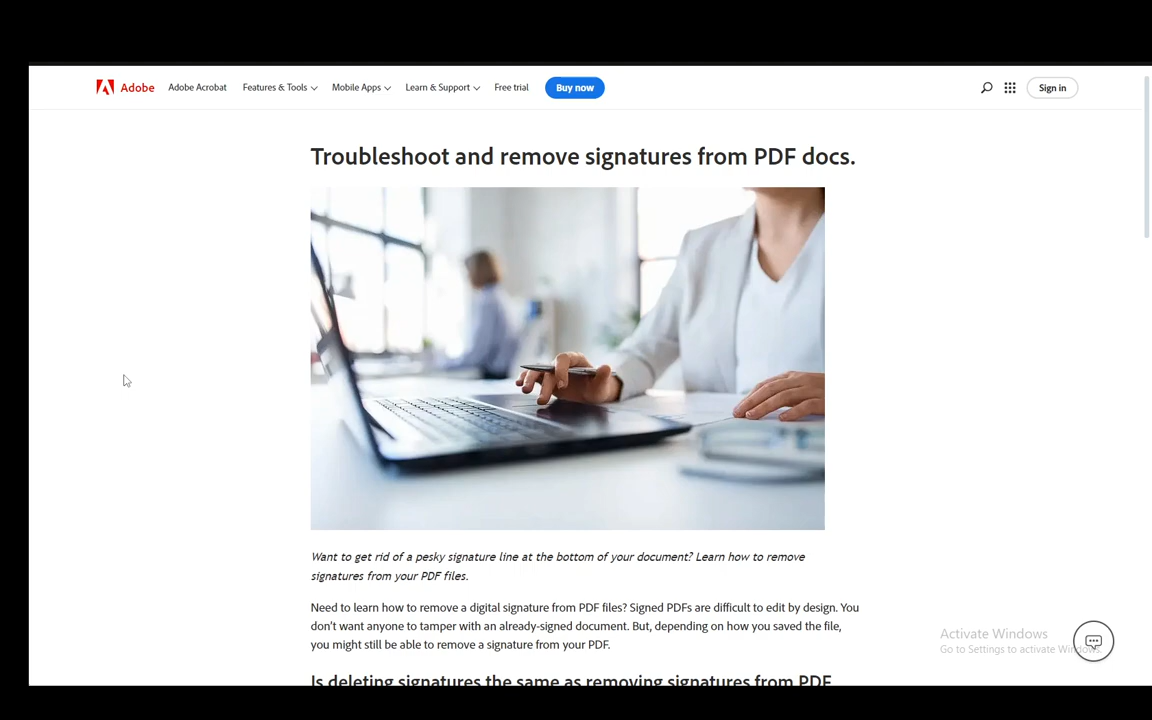 Adobe
Adobe Acrobat
Features & Tools
Mobile Apps
Learn & Support
Free trial
Buy now
Sign in
Troubleshoot and remove signatures from PDF docs.
Want to get rid of a pesky signature line at the bottom of your document? Learn how to remove
signatures from your PDF files.
Need to learn how to remove a digital signature from PDF files? Signed PDFs are difficult to edit by design. You
don't want anyone to tamper with an already-signed document. But, depending on how you saved the file,
you might still be able to remove a signature from your PDF.
Activate Windows
Go to Settings to activate Windows.
Is deleting signatures the same as removing signatures from PDF